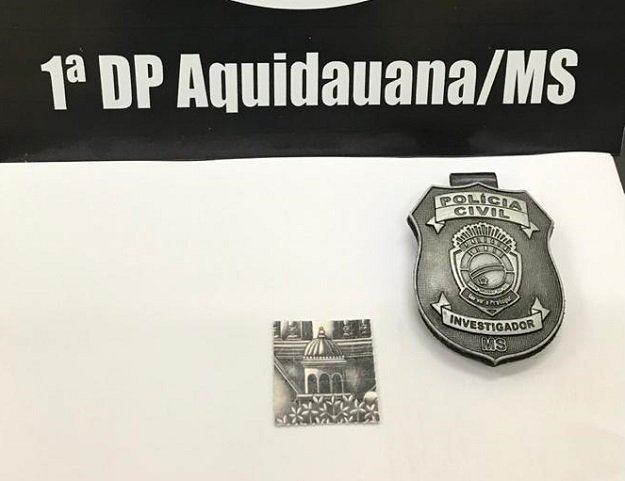 1ª DP Aquidauana/MS
POLÍCIA
CIVIL
INVESTIGADOR
MS